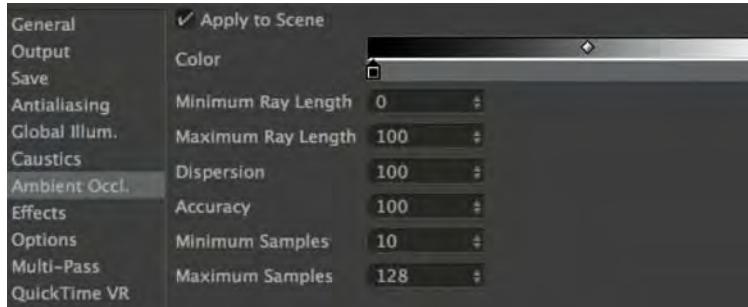 General
Output
Save
Antialiasing
Global Illum.
Caustics
Ambient Occl.
Effects
Options
Multi-Pass
QuickTime VR
Apply to Scene
Color
Minimum Ray Length 0
Maximum Ray Length 100
Dispersion 100
Accuracy 100
Minimum Samples 10
Maximum Samples 128